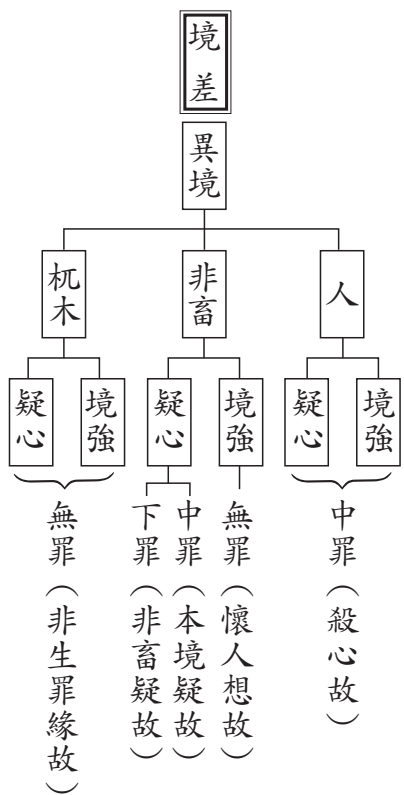 境差
異境
人
非畜
杌木
境強
疑心
境強
疑心
境強
疑心
中罪（殺心故）
無罪（懷人想故）
中罪（本境疑故）
下罪（非畜疑故）
無罪（非生罪緣故）